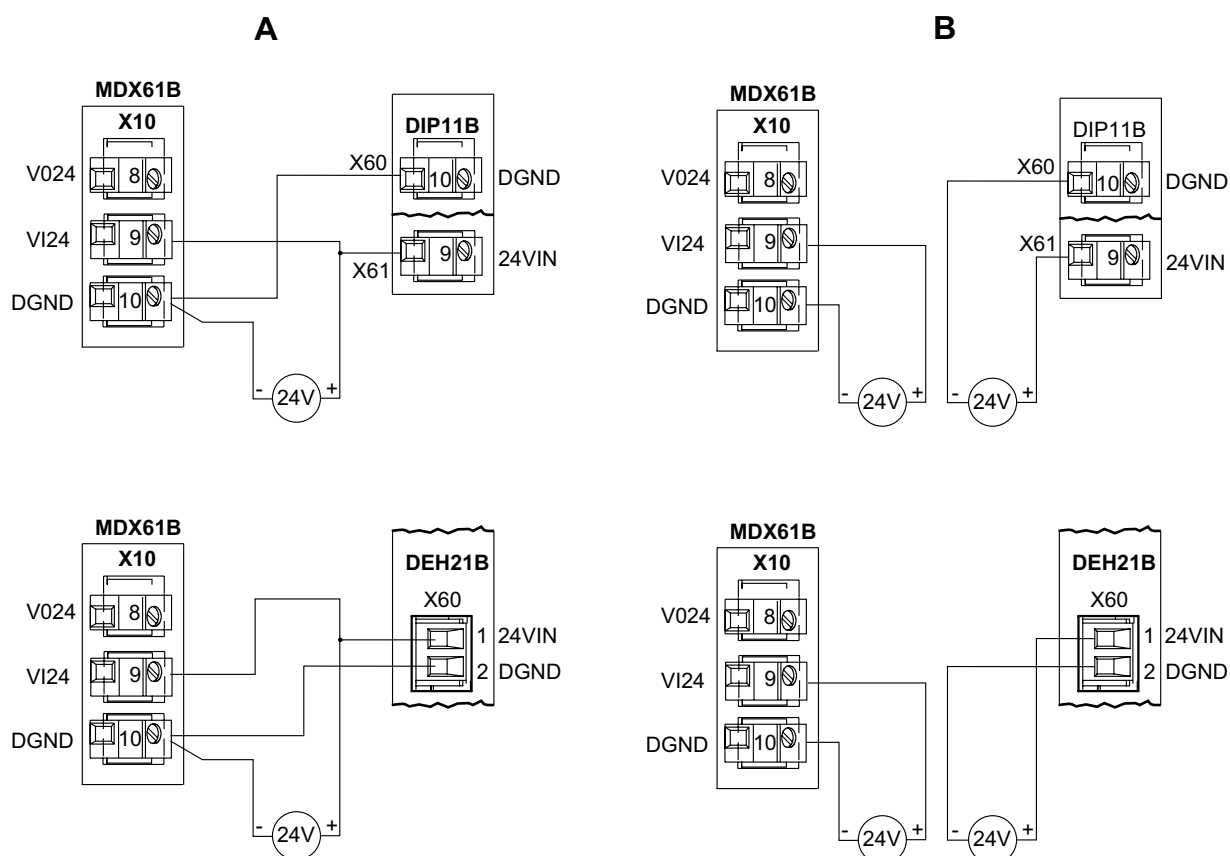 A
B
MDX61B
X10
V024
8
VI24
9
DGND
10
DIP11B
X60
10
DGND
X61
9
24VIN
-
24V
+
MDX61B
X10
V024
8
VI24
9
DGND
10
-
24V
+
DIP11B
X60
10
DGND
X61
9
24VIN
-
24V
+
MDX61B
X10
V024
8
VI24
9
DGND
10
-
24V
+
DEH21B
X60
1 24VIN
2 DGND
MDX61B
X10
V024
8
VI24
9
DGND
10
-
24V
+
DEH21B
X60
1 24VIN
2 DGND
-
24V
+